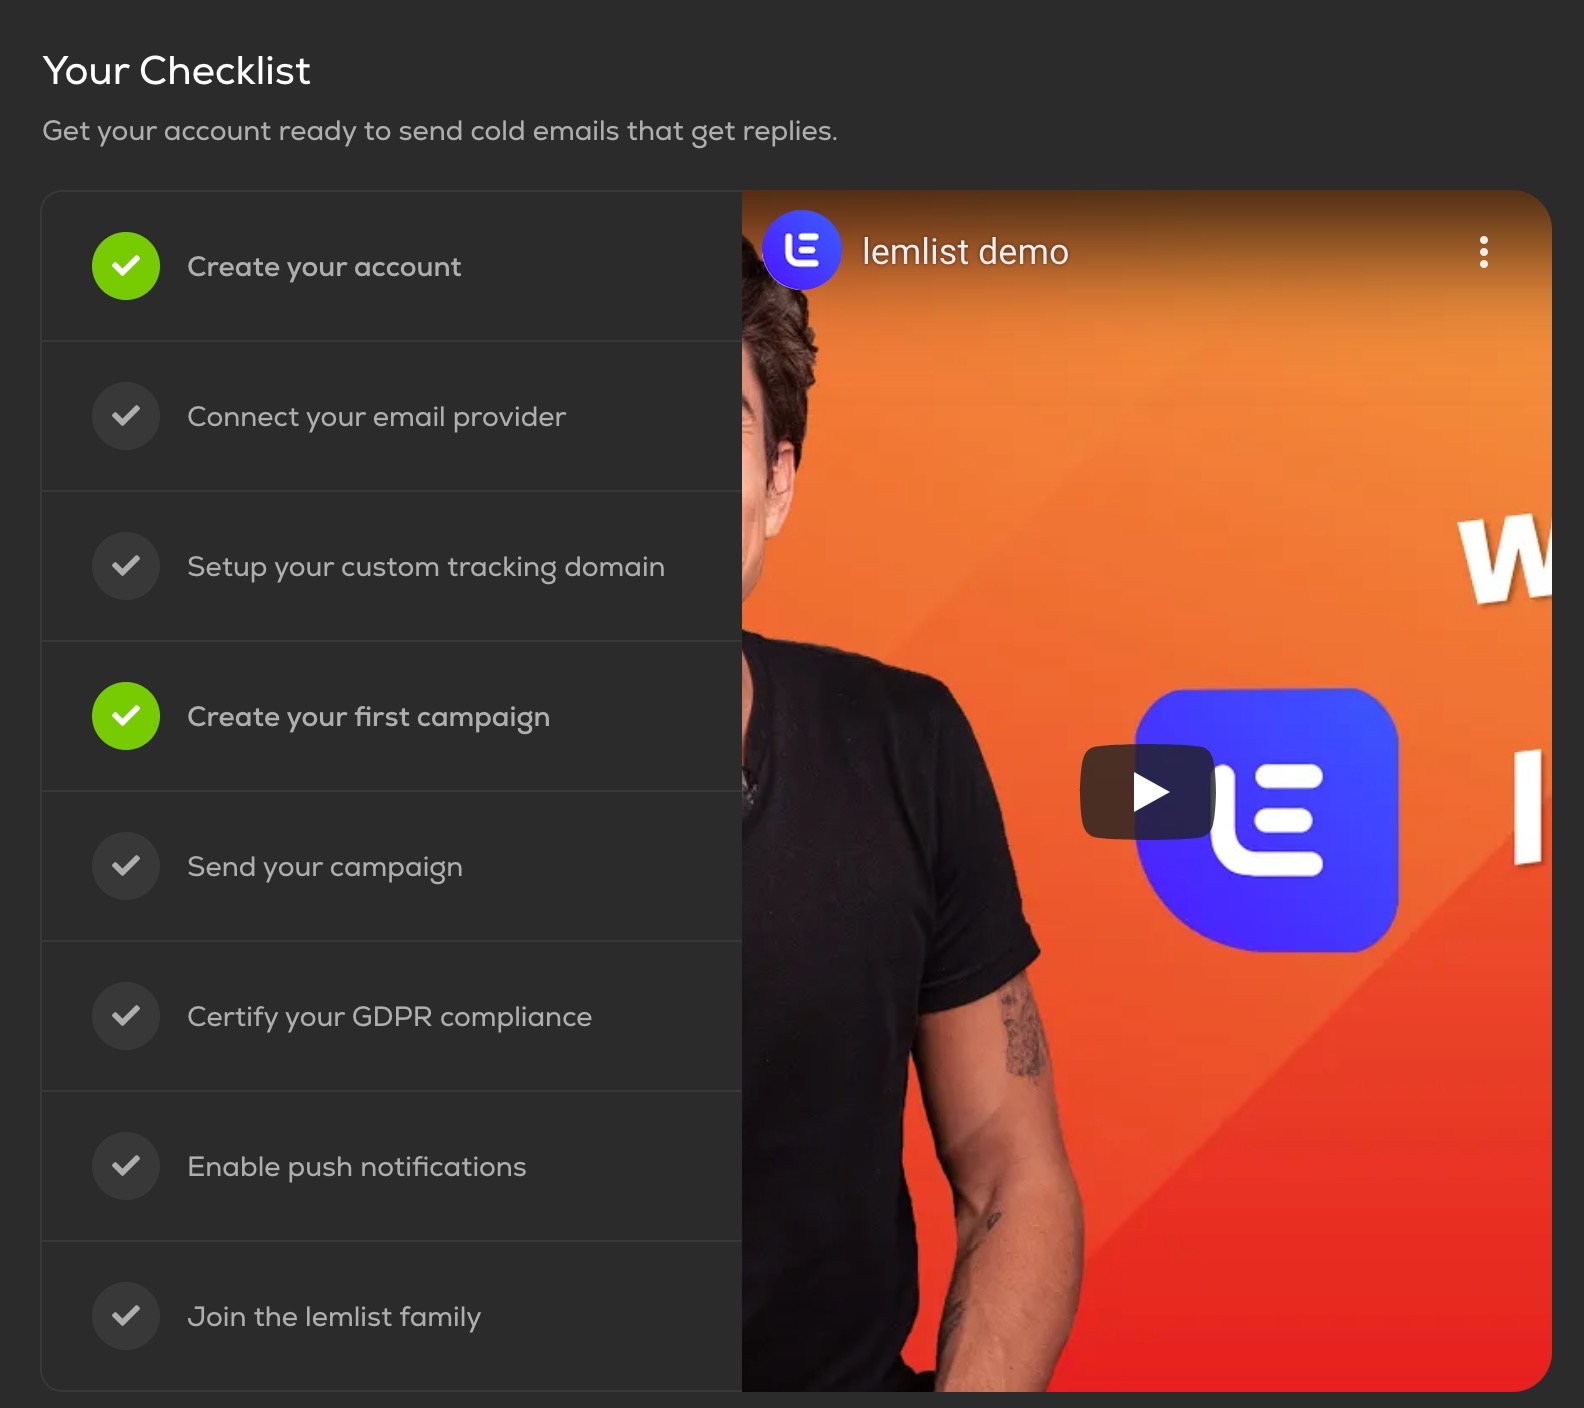 Your Checklist
Get your account ready to send cold emails that get replies.
Create your account
Connect your email provider
Setup your custom tracking domain
Create your first campaign
Send your campaign
Certify your GDPR compliance
Enable push notifications
Join the lemlist family
lemlist demo